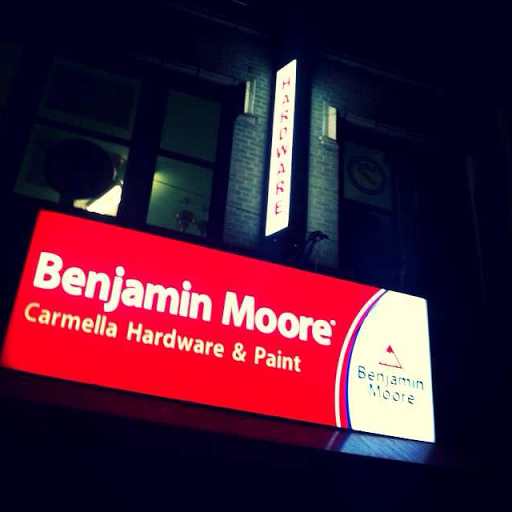 HARDWARE
Benjamin Moore®
Carmella Hardware & Paint
Benjamin
Moore